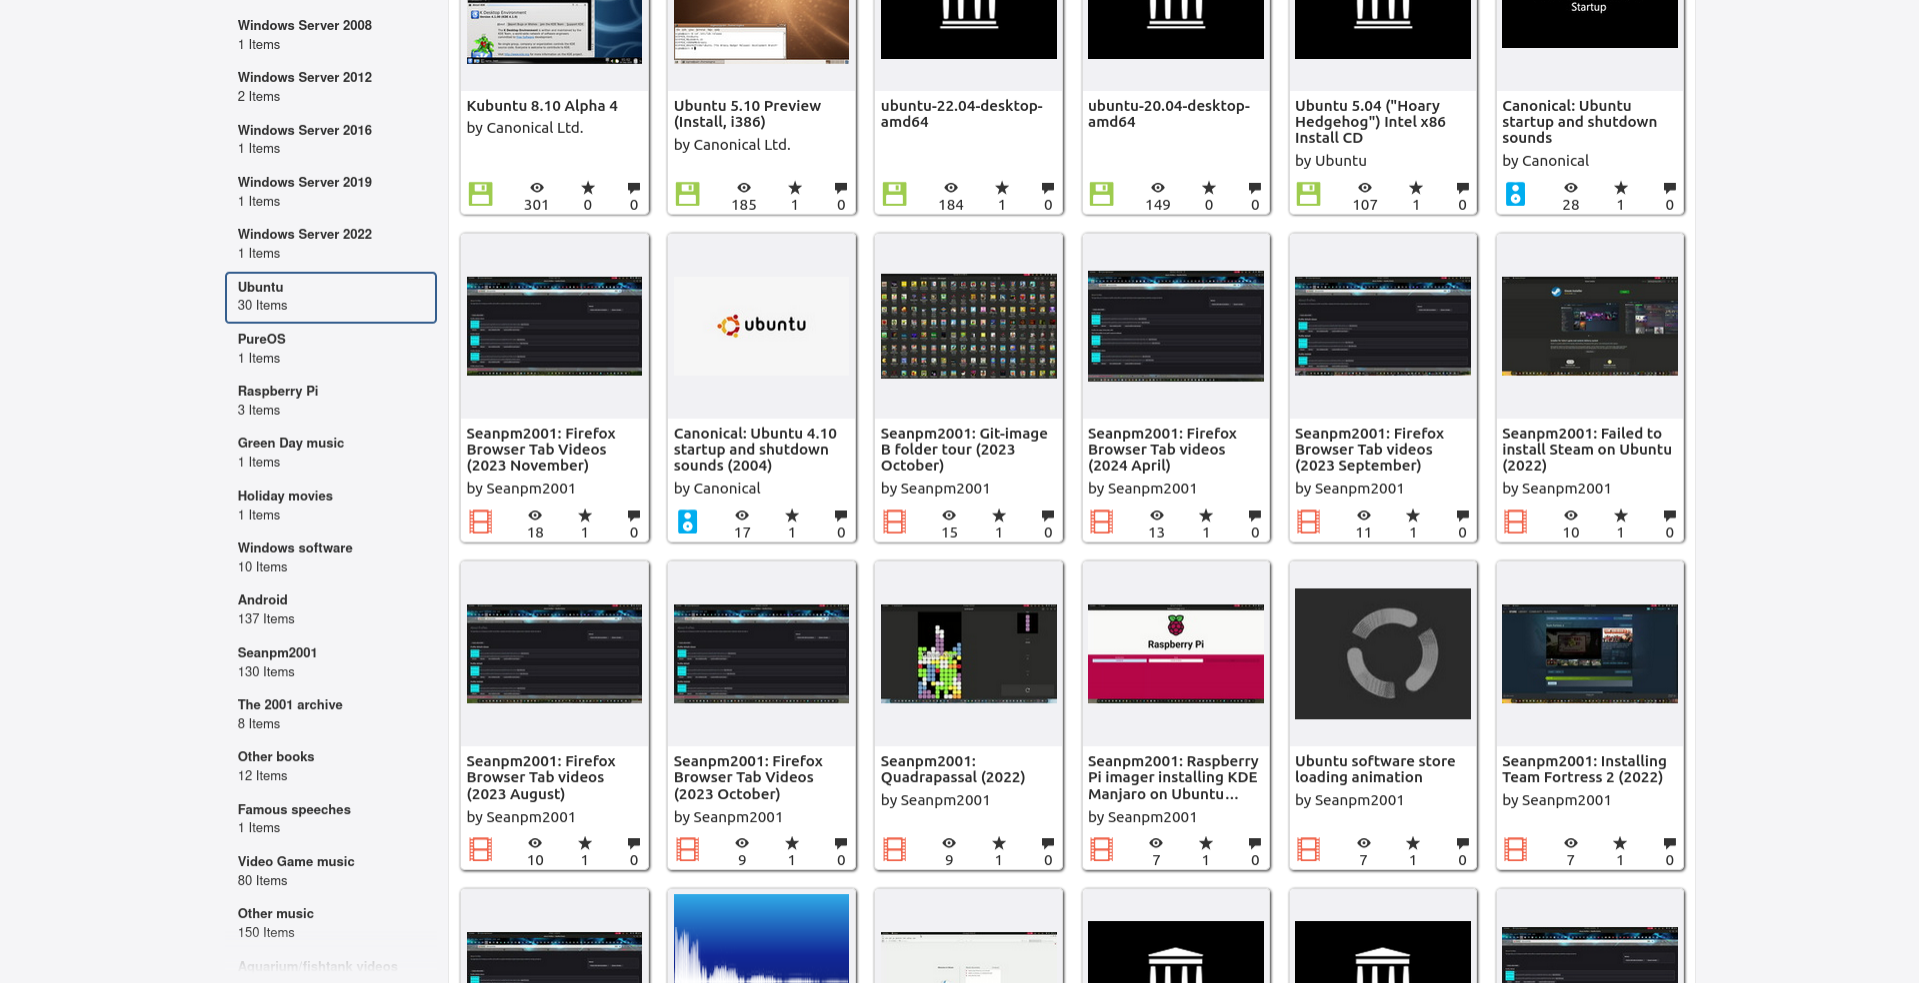 Windows Server 2008
1 Items
Windows Server 2012
2 Items
Windows Server 2016
1 Items
Windows Server 2019
1 Items
Windows Server 2022
1 Items
Ubuntu
30 Items
PureOS
1 Items
Raspberry Pi
3 Items
Green Day music
1 Items
Holiday movies
1 Items
Windows software
10 Items
Android
137 Items
Seanpm2001
130 Items
The 2001 archive
8 Items
Other books
12 Items
Famous speeches
1 Items
Video Game music
80 Items
Other music
150 Items
Aquarium/fishtank videos
Startup
Kubuntu 8.10 Alpha 4
by Canonical Ltd.
301 0 0
Ubuntu 5.10 Preview
(Install, i386)
by Canonical Ltd.
185 1 0
ubuntu-22.04-desktop-
amd64
184 1 0
ubuntu-20.04-desktop-
amd64
149 0 0
Ubuntu 5.04 ("Hoary
Hedgehog") Intel x86
Install CD
by Ubuntu
107 1 0
Canonical: Ubuntu
startup and shutdown
sounds
by Canonical
28 1 0
Seanpm2001: Firefox
Browser Tab Videos
(2023 November)
by Seanpm2001
18 1 0
ubuntu
Canonical: Ubuntu 4.10
startup and shutdown
sounds (2004)
by Canonical
17 1 0
Seanpm2001: Git-image
B folder tour (2023
October)
by Seanpm2001
15 1 0
Seanpm2001: Firefox
Browser Tab videos
(2024 April)
by Seanpm2001
13 1 0
Seanpm2001: Firefox
Browser Tab videos
(2023 September)
by Seanpm2001
11 1 0
Seanpm2001: Failed to
install Steam on Ubuntu
(2022)
by Seanpm2001
10 1 0
Seanpm2001: Firefox
Browser Tab videos
(2023 August)
by Seanpm2001
10 1 0
Seanpm2001: Firefox
Browser Tab Videos
(2023 October)
by Seanpm2001
9 1 0
Seanpm2001:
Quadrapassal (2022)
by Seanpm2001
9 1 0
Raspberry Pi
Seanpm2001: Raspberry
Pi imager installing KDE
Manjaro on Ubuntu…
by Seanpm2001
7 1 0
Ubuntu software store
loading animation
by Seanpm2001
7 1 0
Seanpm2001: Installing
Team Fortress 2 (2022)
by Seanpm2001
7 1 0